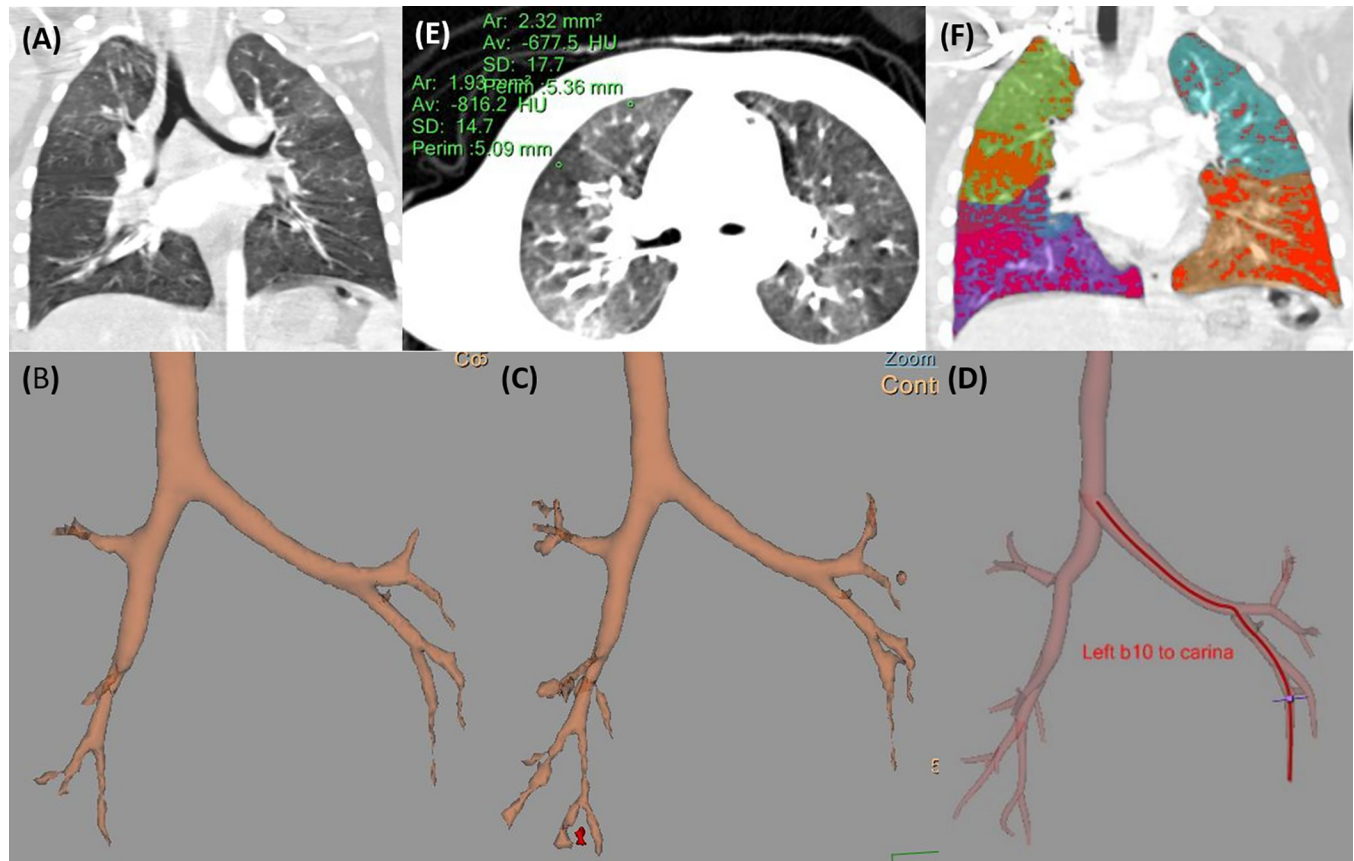 (A)
(E)
Ar: 2.32 mm²
Av: -677.5 HU
SD: 17.7
Perim :5.36 mm
Ar: 1.93 mm²
Av: -816.2 HU
SD: 14.7
Perim :5.09 mm
(F)
(B)
(C)
Zoom
Cont
(D)
Left b10 to carina